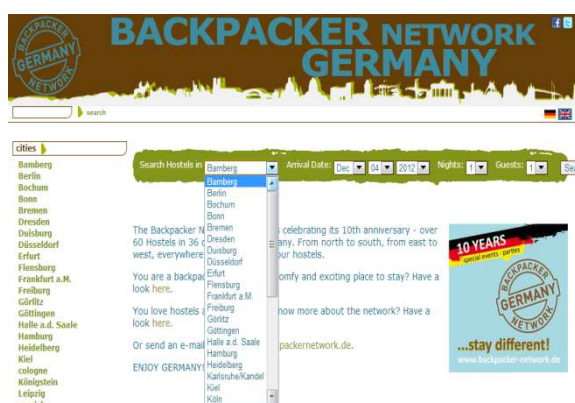 BACKPACKER NETWORK
GERMANY
BACKPACKER
GERMANY
NETWORK
search
cities
Bamberg
Berlin
Bochum
Bonn
Bremen
Dresden
Duisburg
Düsseldorf
Erfurt
Flensburg
Frankfurt a.M.
Freiburg
Görlitz
Göttingen
Halle a.d. Saale
Hamburg
Heidelberg
Kiel
cologne
Königstein
Leipzig
Search Hostels in Bamberg Arrival Date: Dec 04 2012 Nights: 1 Guests: 1 Sea
Bamberg
Berlin
Bochum
Bonn
Bremen
Dresden
Duisburg
Düsseldorf
Erfurt
Flensburg
Frankfurt a.M.
Freiburg
Görlitz
Göttingen
Halle a.d. Saale
Hamburg
Heidelberg
Karlsruhe/Kandel
Kiel
Köln
The Backpacker N s celebrating its 10th anniversary - over
60 Hostels in 36 c any. From north to south, from east to
west, everywhere our hostels.
You are a backpac omfy and exciting place to stay? Have a
look here.
You love hostels a now more about the network? Have a
look here.
Or send an e-mail packernetwork.de.
ENJOY GERMANY!
10 YEARS
special events - parties
BACKPACKER
GERMANY
NETWORK
...stay different!
www.backpacker-network.de